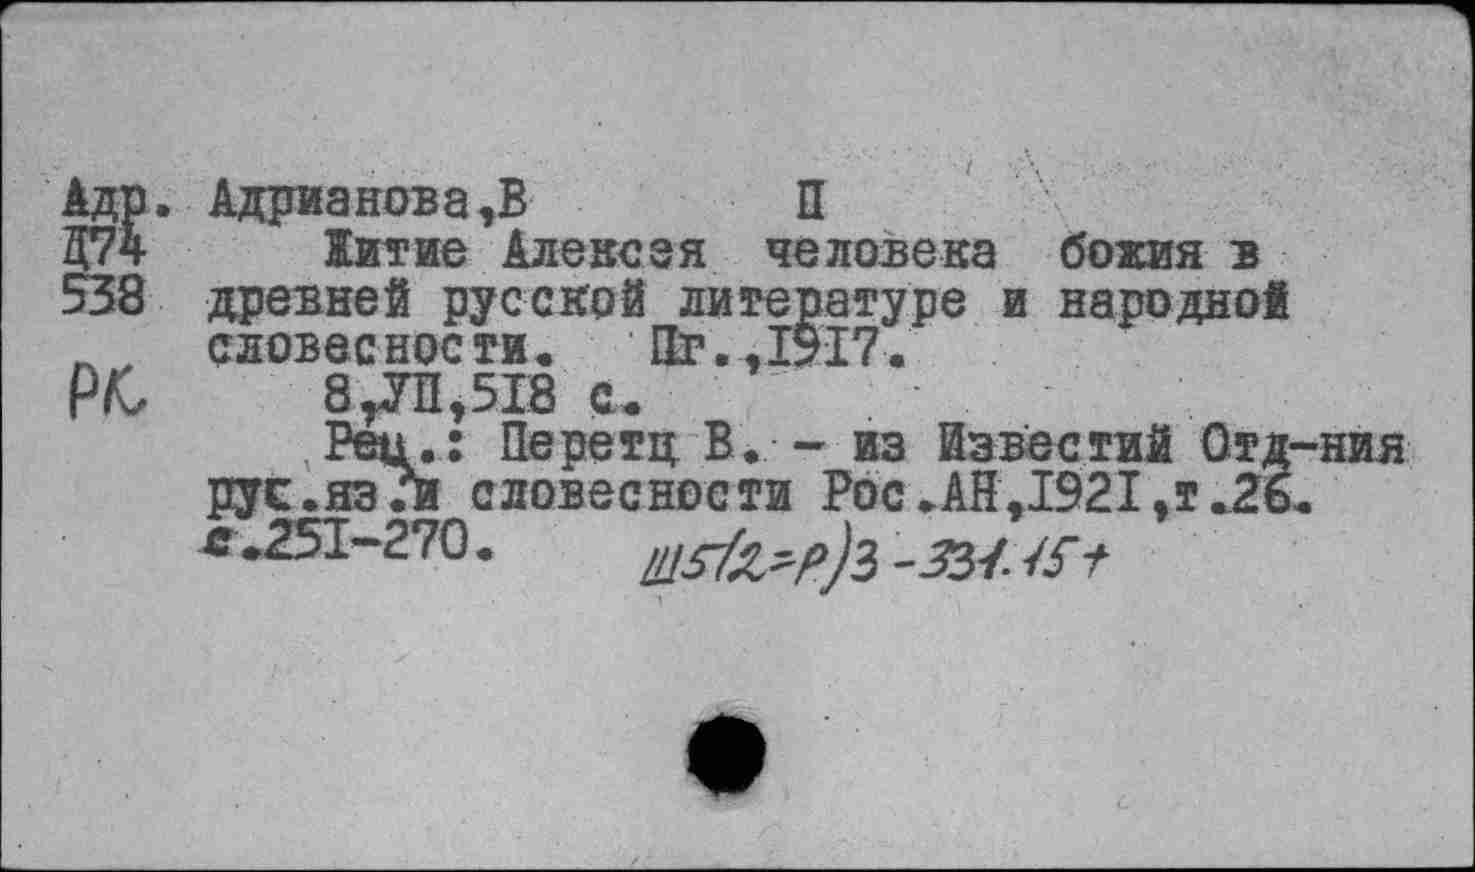 Адр. Адрианова,В П
Д74 Житие Алексея человека божия в
538 древней русской литературе и народной
словесности. Пг.,1917.
РК 8,УП,518 с.
Рец.: Перетц В. - из Известий Отд-ния
рус.яз.и словесности Рос.АН,1921,т.26.
с.251-270. Ш5(2=Р)3-331.15+